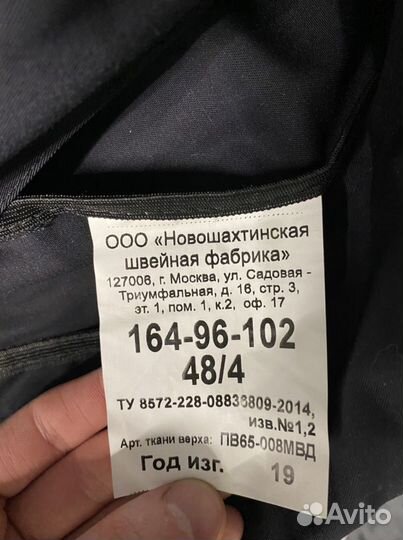 ООО «Новошахтинская
швейная фабрика»
127006, г. Москва, ул. Садовая -
Триумфальная, д. 16, стр. 3,
эт. 1, пом. 1, к.2, оф. 17
164-96-102
48/4
ТУ 8572-228-08836809-2014,
изв.№1,2
Арт. ткани верха: ПВ65-008МВД
Год изг. 19
Avito